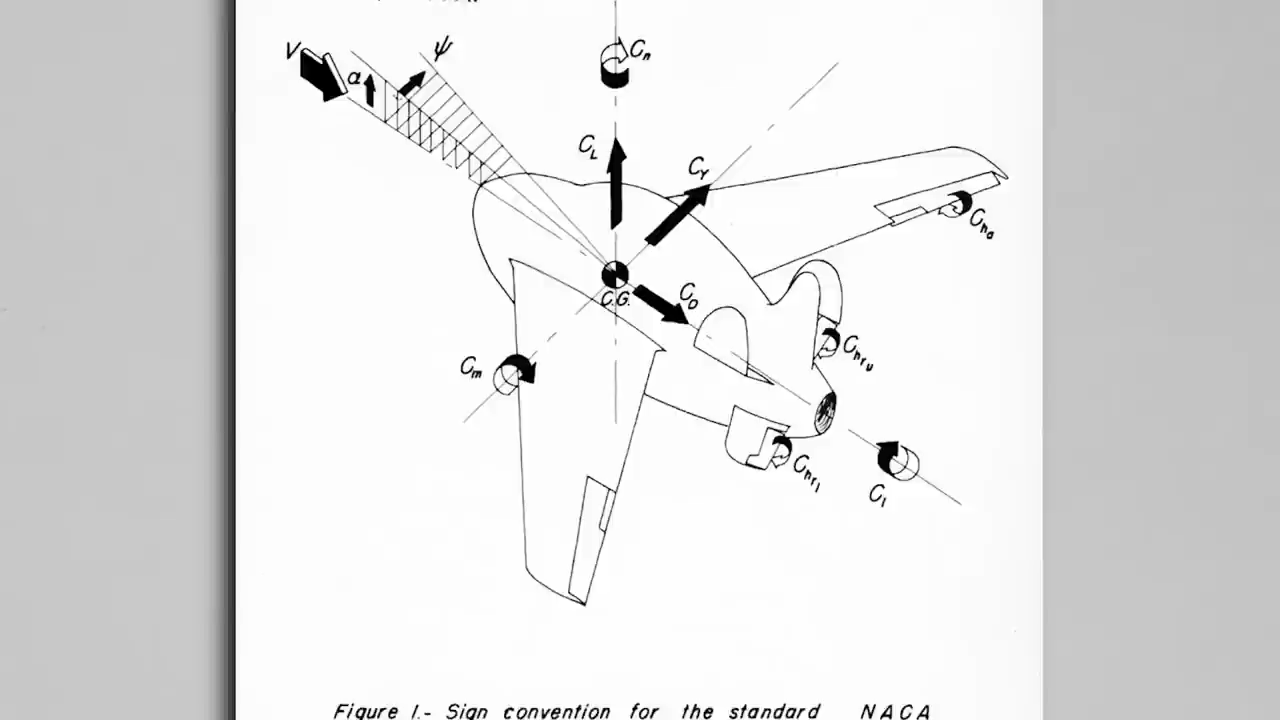 V
α
ψ
Cn
CL
CY
Cha
C.G.
CD
Chru
Cm
Chrl
Cl
Figure 1.- Sign convention for the standard NACA